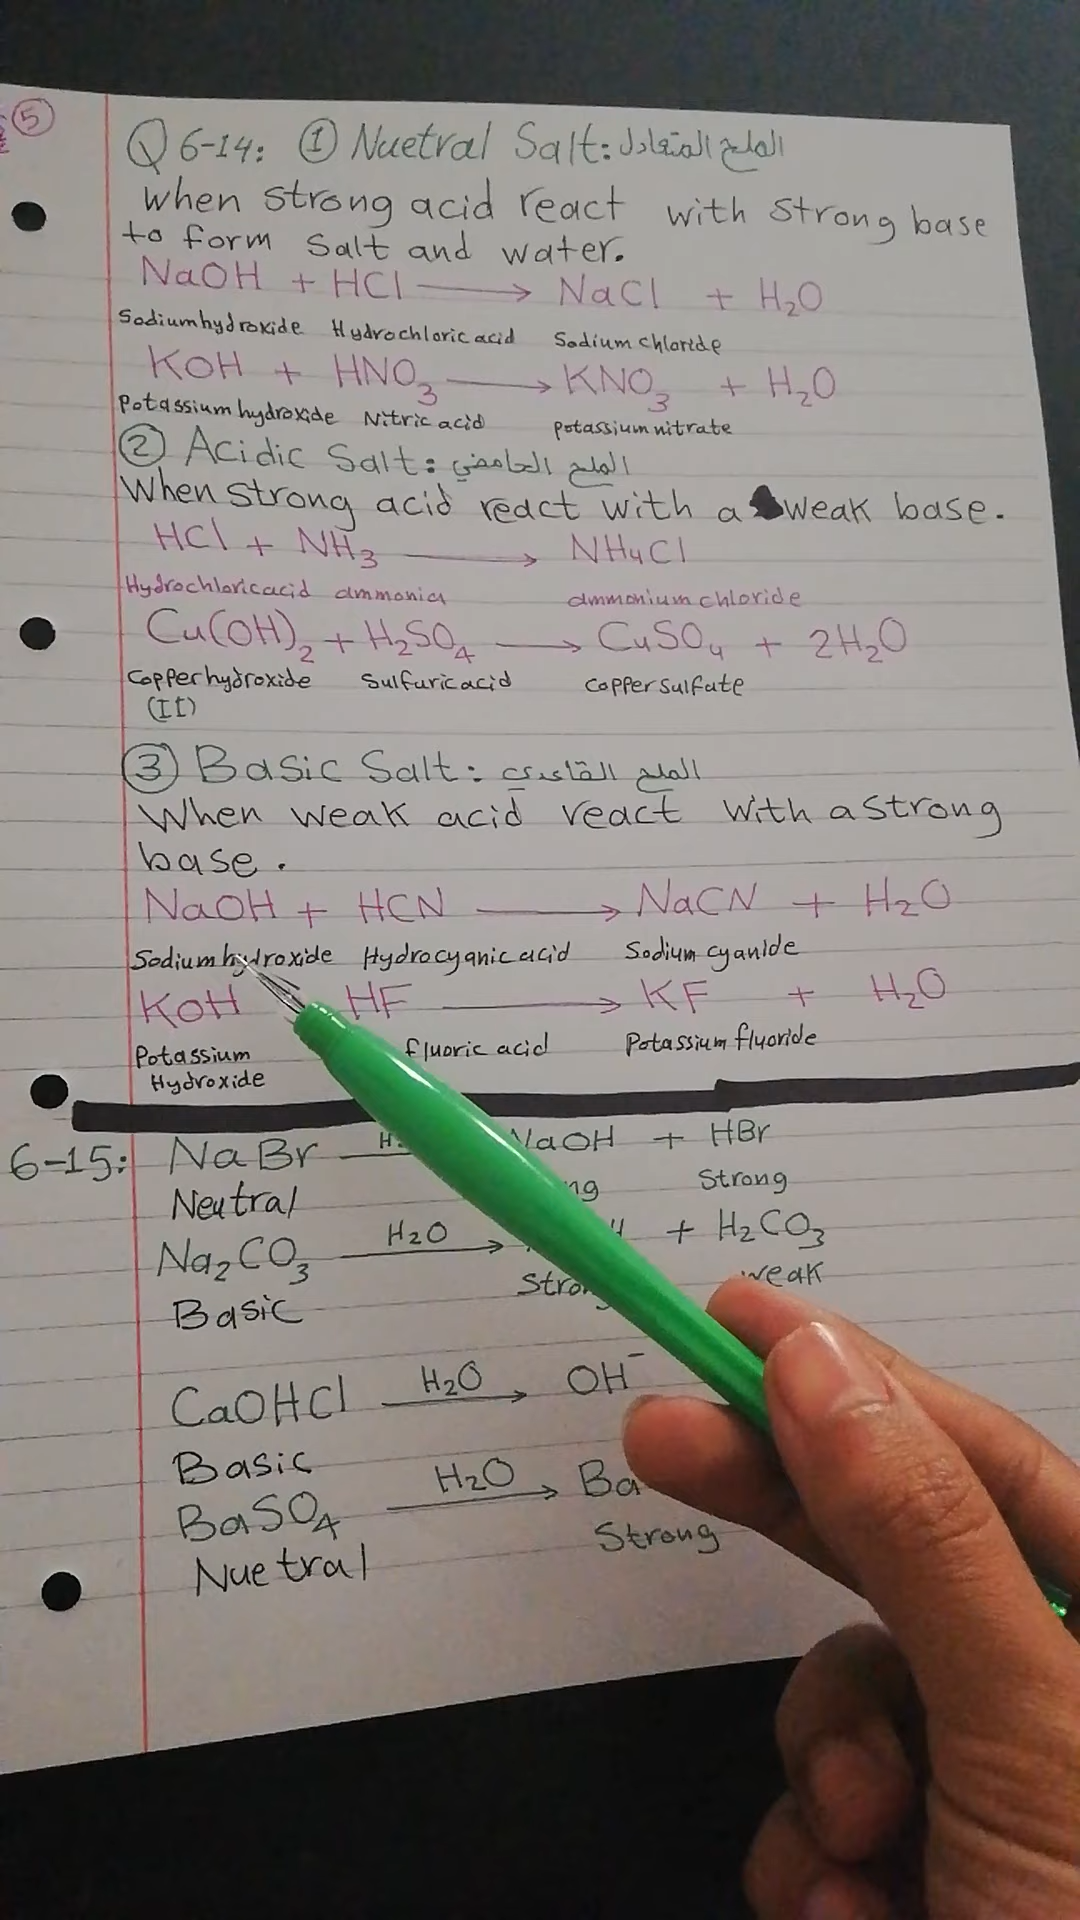 5
Q 6-14: ① Nuetral Salt: الملح المتعادل
when strong acid react with strong base
to form salt and water.
NaOH + HCl → NaCl + H₂O
Sodiumhydroxide Hydrochloric acid Sodium chloride
KOH + HNO₃ → KNO₃ + H₂O
Potassium hydroxide Nitric acid Potassium nitrate
② Acidic Salt: الملح الحامضي
When strong acid react with a weak base.
HCl + NH₃ → NH₄Cl
Hydrochloricacid ammonia ammonium chloride
Cu(OH)₂ + H₂SO₄ → CuSO₄ + 2H₂O
Copper hydroxide Sulfuric acid Copper sulfate
(II)
③ Basic Salt: الملح القاعدي
When weak acid react with a strong
base.
NaOH + HCN → NaCN + H₂O
Sodium hydroxide Hydrocyanic acid Sodium cyanide
KOH HF → KF + H₂O
Potassium fluoric acid Potassium fluoride
Hydroxide
6-15: NaBr → NaOH + HBr
Neutral Strong
Na₂CO₃ H₂O → + H₂CO₃
Basic Strong weak
CaOHCl H₂O → OH⁻
Basic
BaSO₄ H₂O → Ba
Nuetral Strong